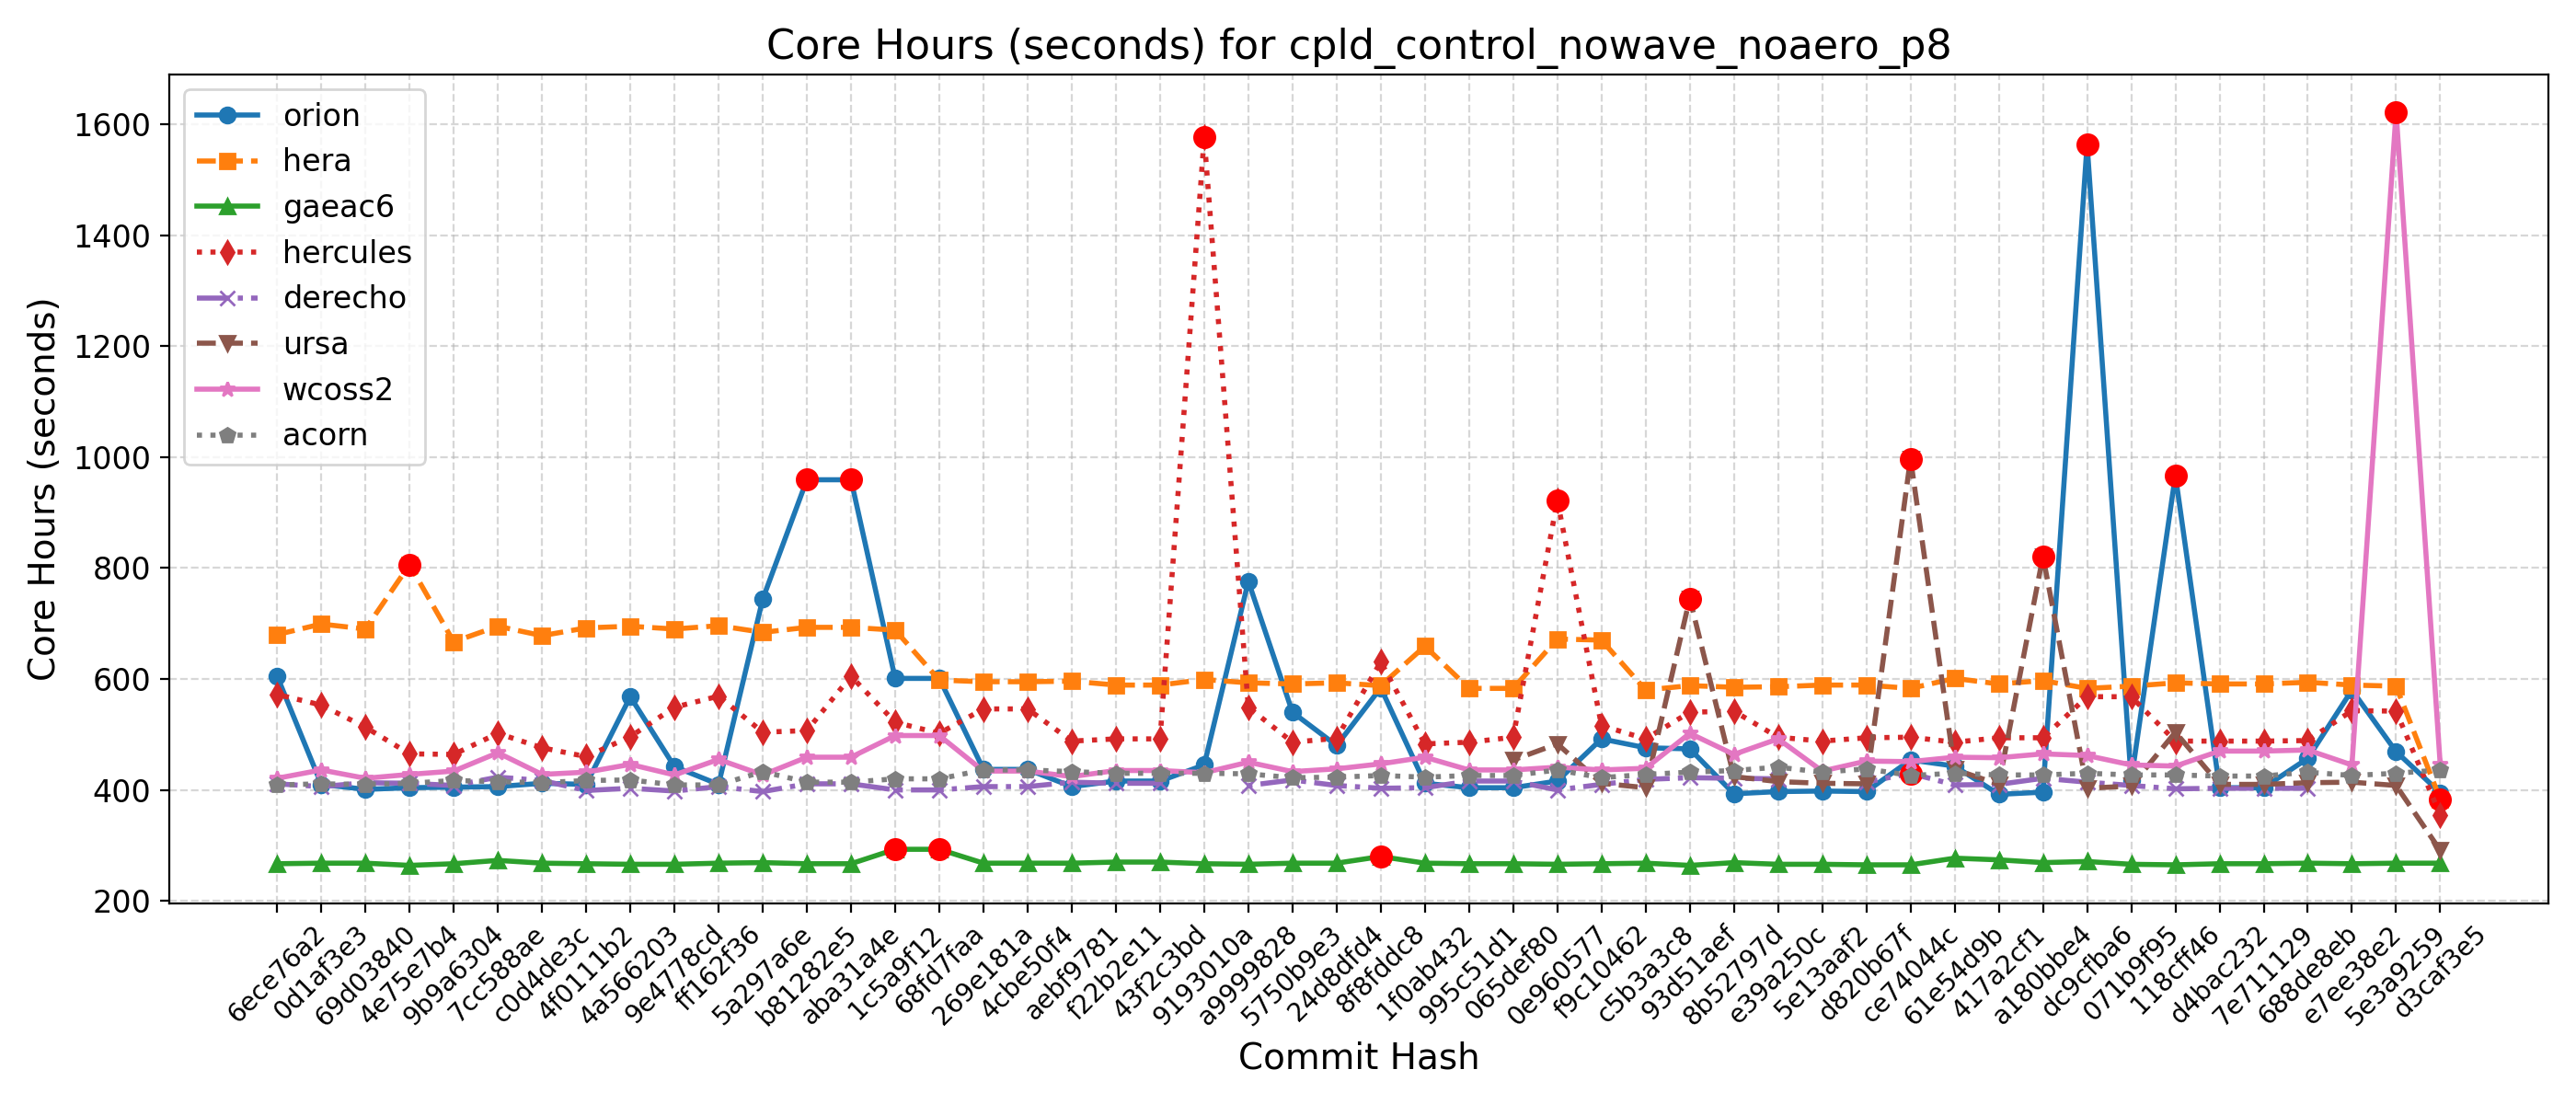 Core Hours (seconds) for cpld_control_nowave_noaero_p8
Core Hours (seconds)
1600
1400
1200
1000
800
600
400
200
orion
hera
gaeac6
hercules
derecho
ursa
wcoss2
acorn
6ece76a2
0d1af3e3
69d03840
4e75e7b4
9b9a6304
7cc588ae
c0d4de3c
4f0111b2
4a566203
9e4778cd
ff162f36
5a297a6e
b81282e5
aba31a4e
1c5a9f12
68fd7faa
269e181a
4cbe50f4
aebf9781
f22b2e11
43f2c3bd
9193010a
a9999828
5750b9e3
24d8dfd4
8f8fddc8
1f0ab432
995c51d1
065def80
0e960577
f9c10462
c5b3a3c8
93d51aef
8b52797d
e39a250c
5e13aaf2
d820b67f
ce74044c
61e54d9b
417a2cf1
a180bbe4
dc9cfba6
071b9f95
118cff46
d4bac232
7e711129
688de8eb
e7ee38e2
5e3a9259
d3caf3e5
Commit Hash